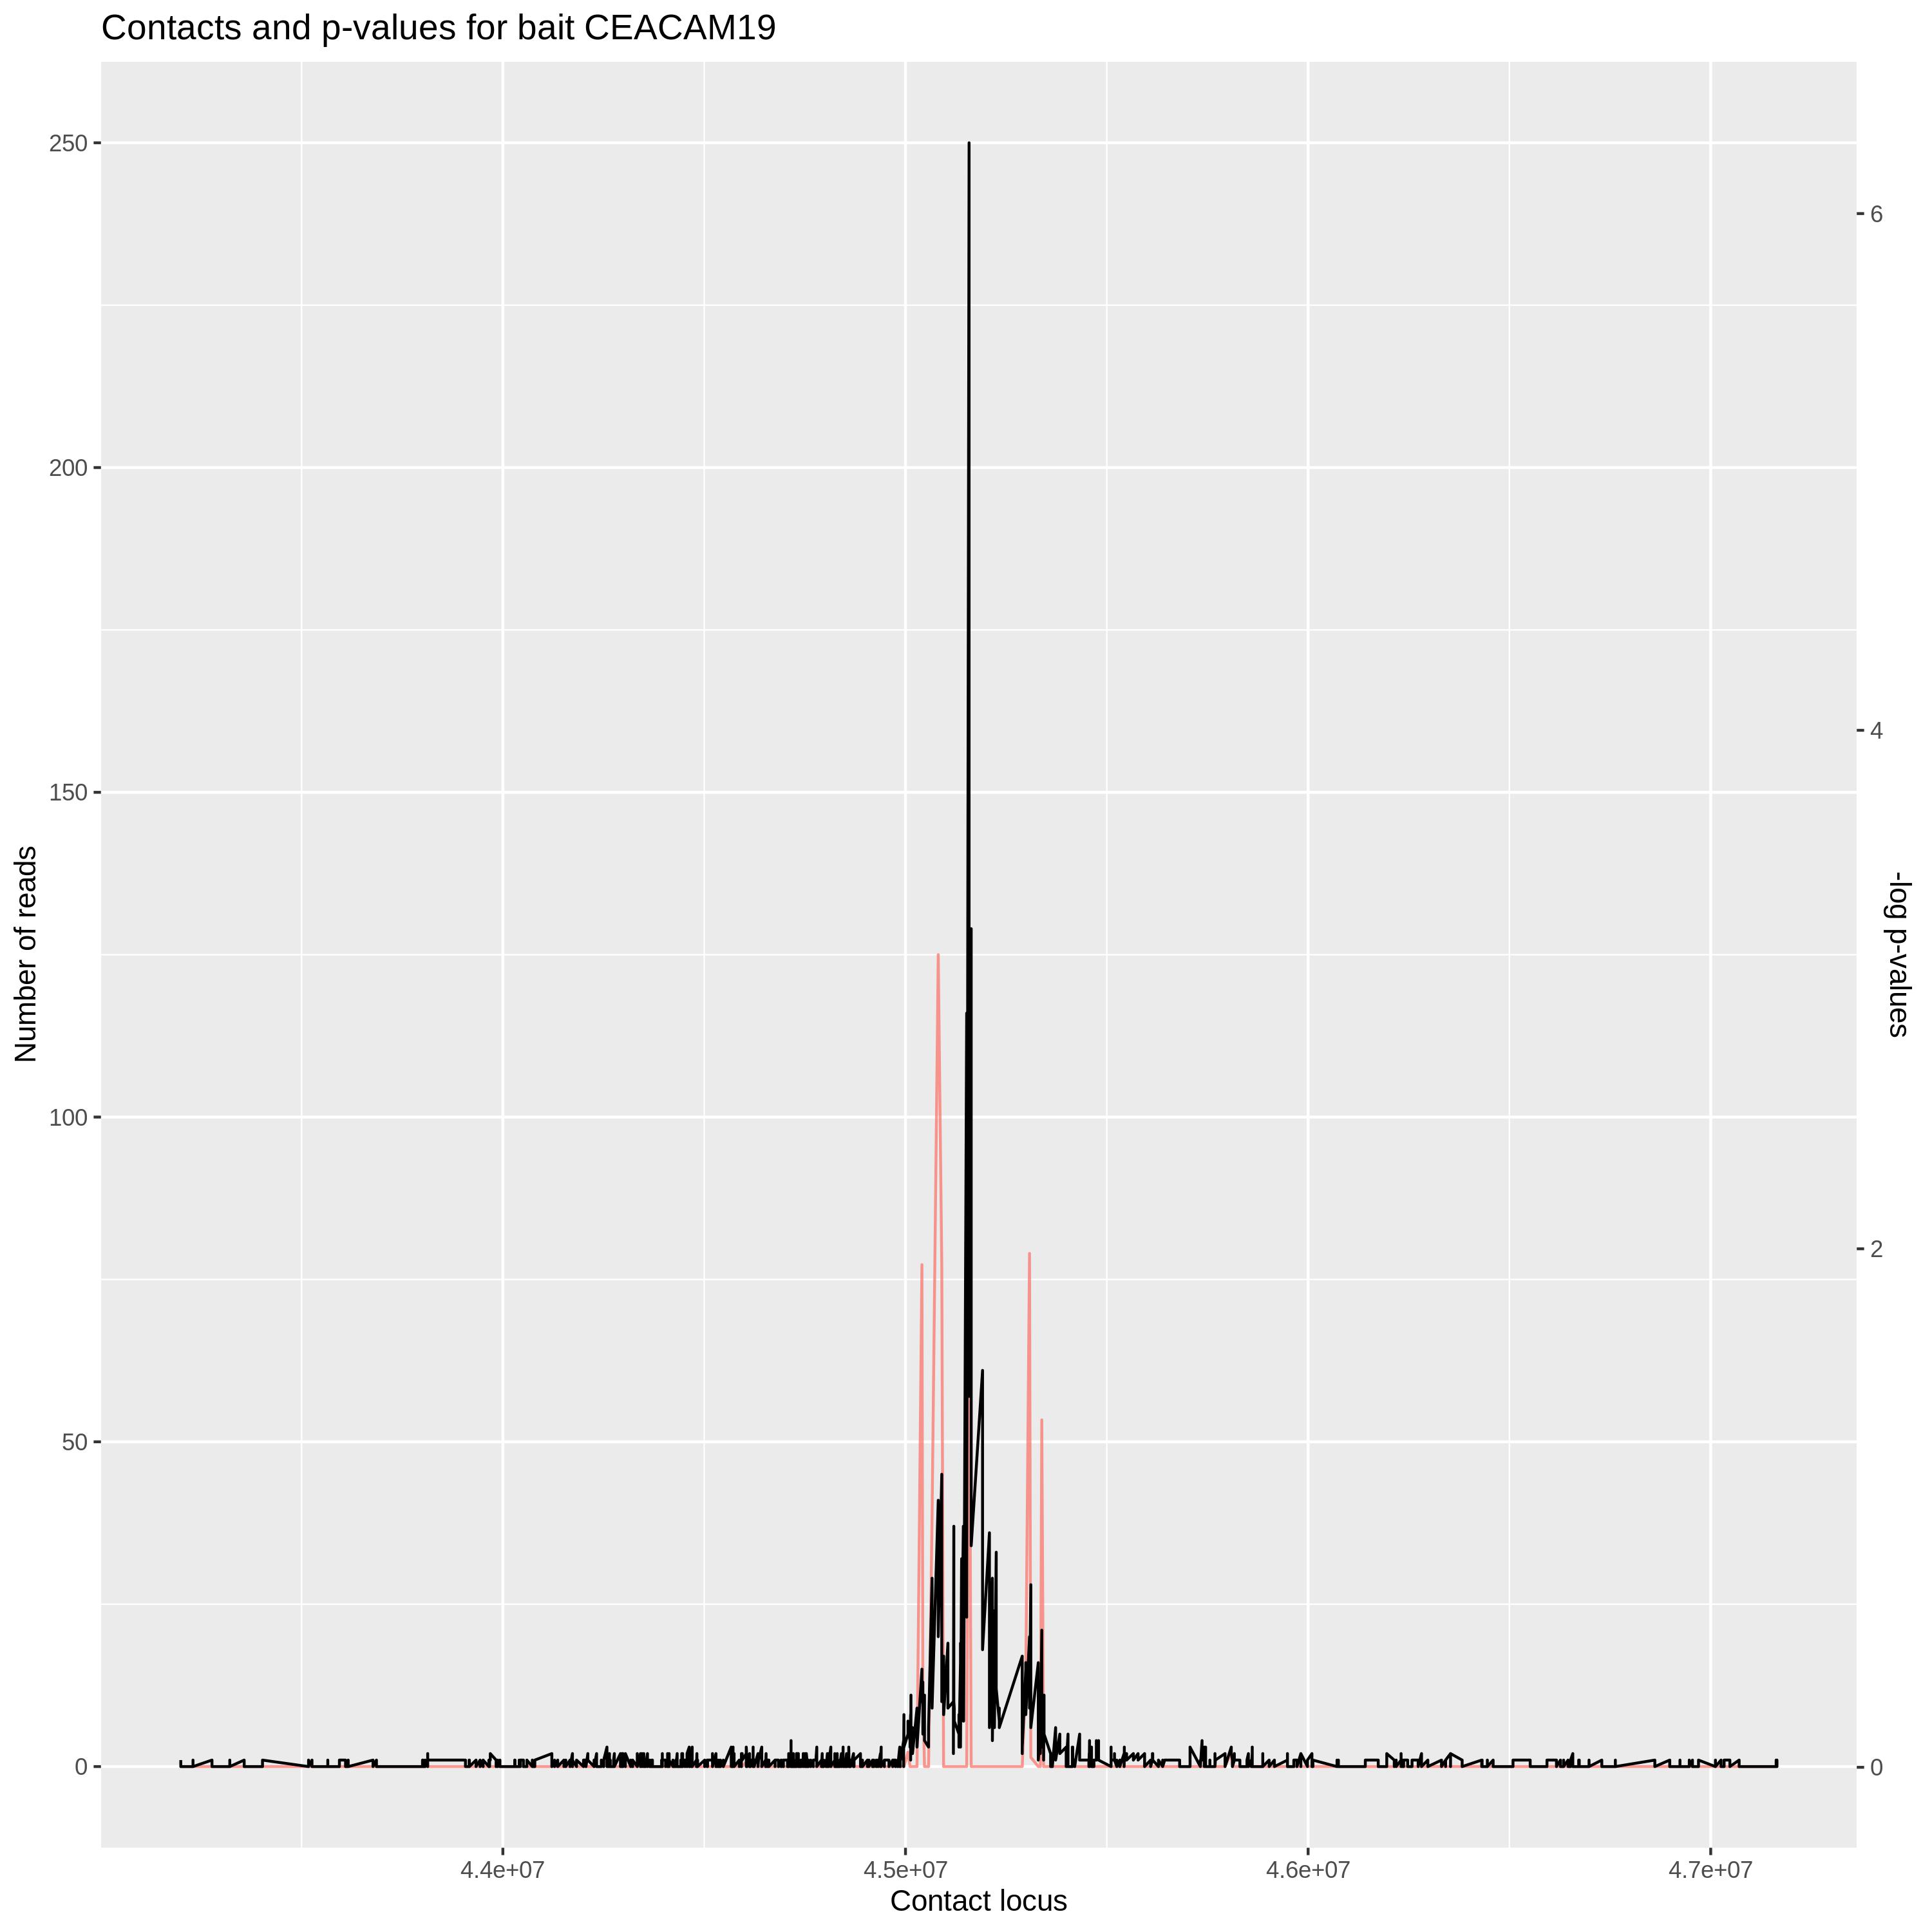 Contacts and p-values for bait CEACAM19
250
200
150
100
50
0
6
4
2
0
Number of reads
-log p-values
4.4e+07
4.5e+07
4.6e+07
4.7e+07
Contact locus